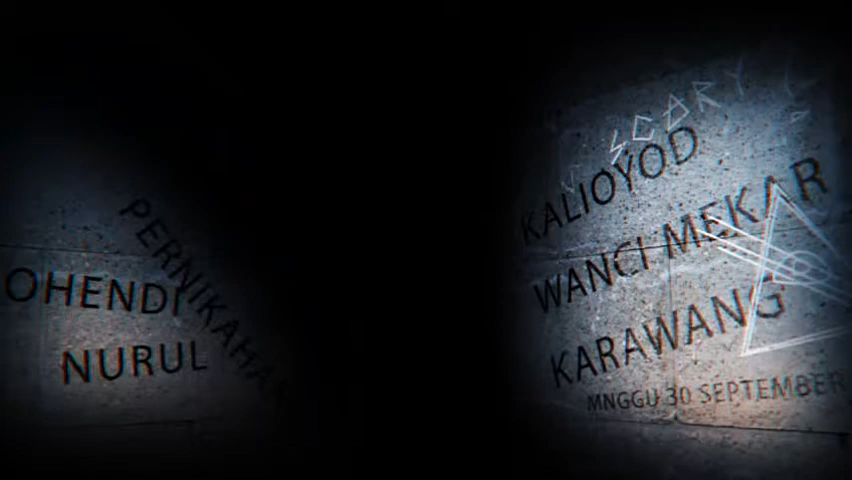 PERNIKAHAN
OHENDI
NURUL
SCARY
KALIOYOD
WANCI MEKAR
KARAWANG
MNGGU 30 SEPTEMBER